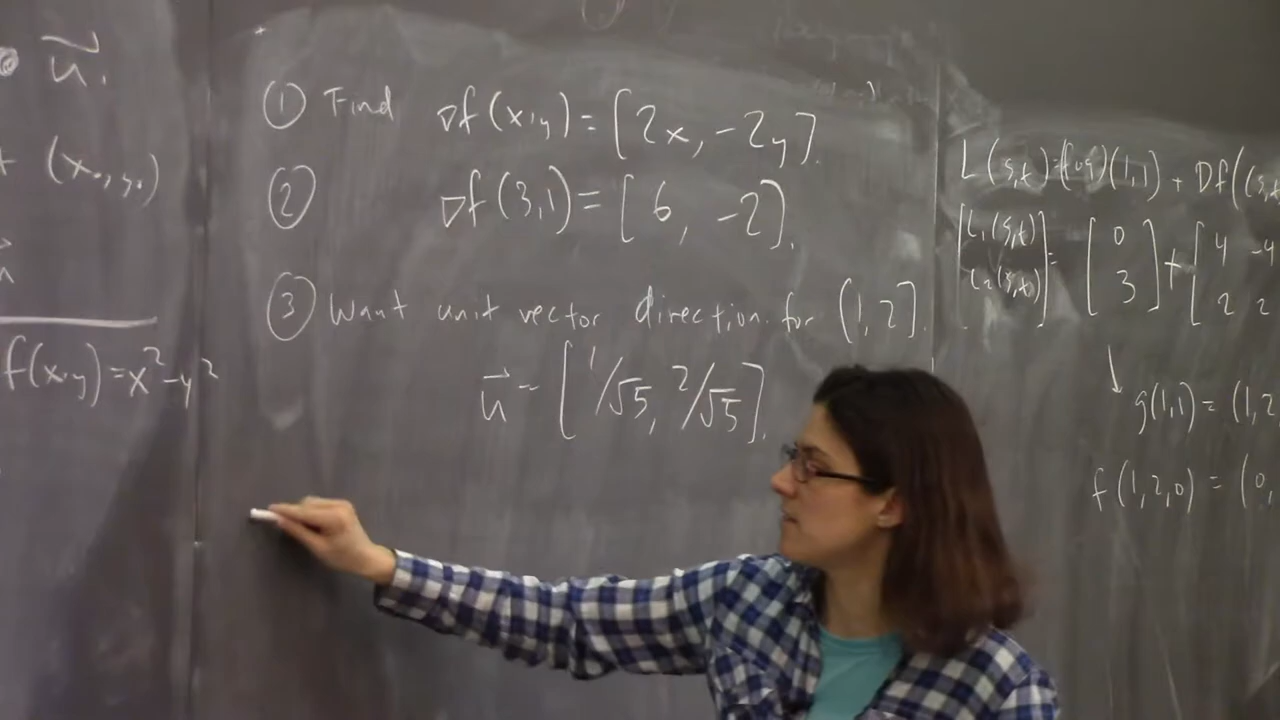 u⃗.
(x₀, y₀)
f(x,y)=x²-y²
① Find ∇f(x,y)=[2x, -2y].
② ∇f(3,1)=[6, -2].
③ Want unit vector direction for [1,2].
u⃗ = [1/√5, 2/√5].
L(s,t)=(f∘g)(1,1) + Df((s,t
[L₁(s,t)] = [0] + [4 -4
[L₂(s,t)] [3] [2 2
↓
g(1,1) = (1,2
f(1,2,0) = (0,